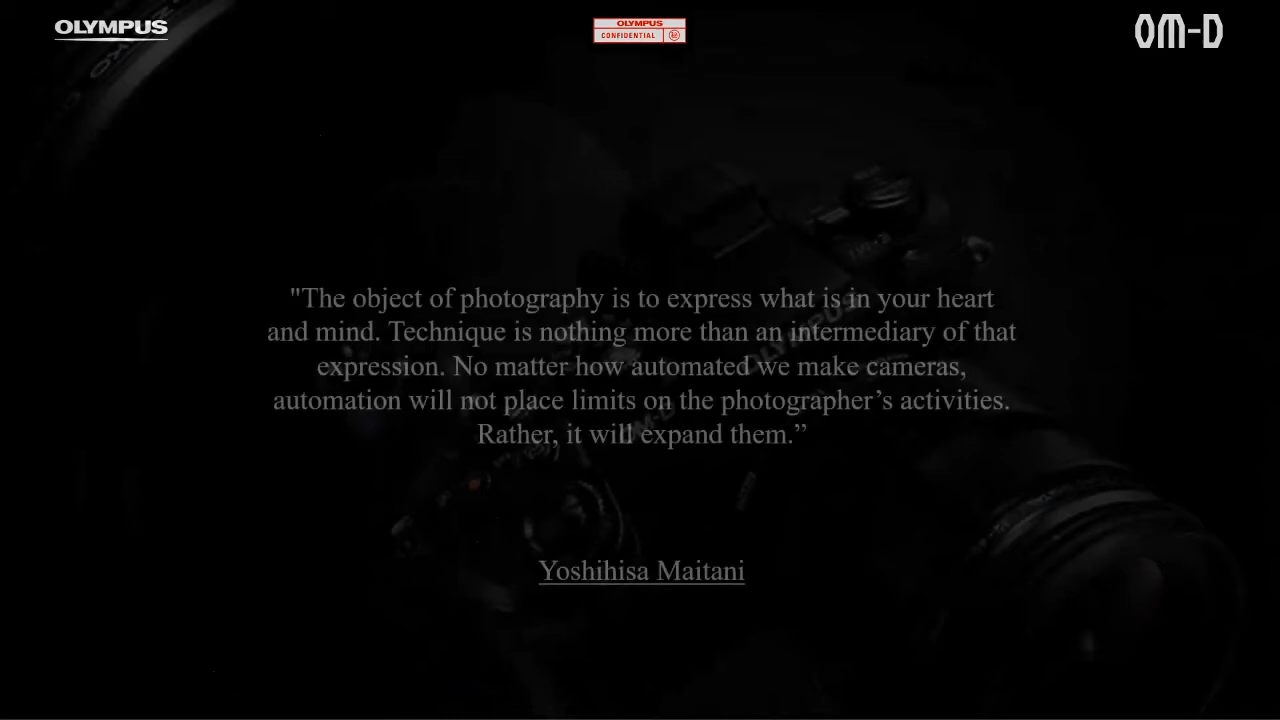 OLYMPUS
OLYMPUS
CONFIDENTIAL
OM-D
"The object of photography is to express what is in your heart
and mind. Technique is nothing more than an intermediary of that
expression. No matter how automated we make cameras,
automation will not place limits on the photographer’s activities.
Rather, it will expand them.”
Yoshihisa Maitani
OLYMPUS
OM-D